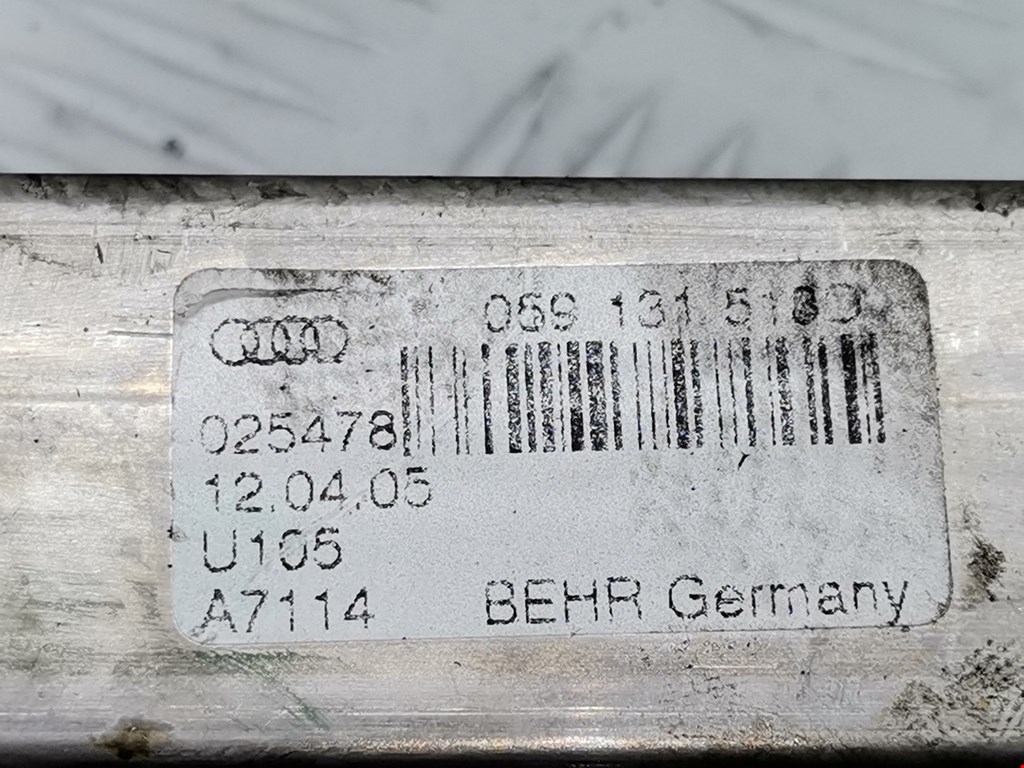 059 131 513D
025478
12.04.05
U105
A7114
BEHR Germany